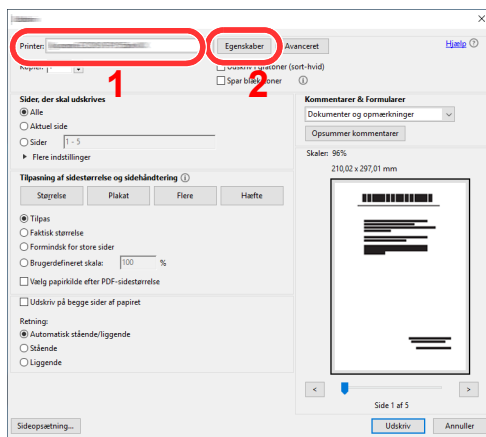 Printer:
Egenskaber
Avanceret
Hjælp
1
2
Kopier:
Udskriv i gråtoner (sort-hvid)
Spar blæk/toner
Sider, der skal udskrives
Alle
Aktuel side
Sider 1 - 5
Flere indstillinger
Tilpasning af sidestørrelse og sidehåndtering
Størrelse Plakat Flere Hæfte
Tilpas
Faktisk størrelse
Formindsk for store sider
Brugerdefineret skala: 100 %
Vælg papirkilde efter PDF-sidestørrelse
Udskriv på begge sider af papiret
Retning:
Automatisk stående/liggende
Stående
Liggende
Kommentarer & Formularer
Dokumenter og opmærkninger
Opsummer kommentarer
Skaler: 96%
210,02 x 297,01 mm
< >
Side 1 af 5
Sideopsætning...
Udskriv
Annuller